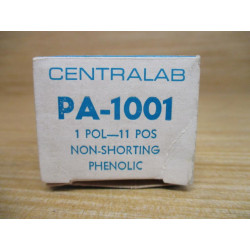 CENTRALAB
PA-1001
1 POL—11 POS
NON-SHORTING
PHENOLIC